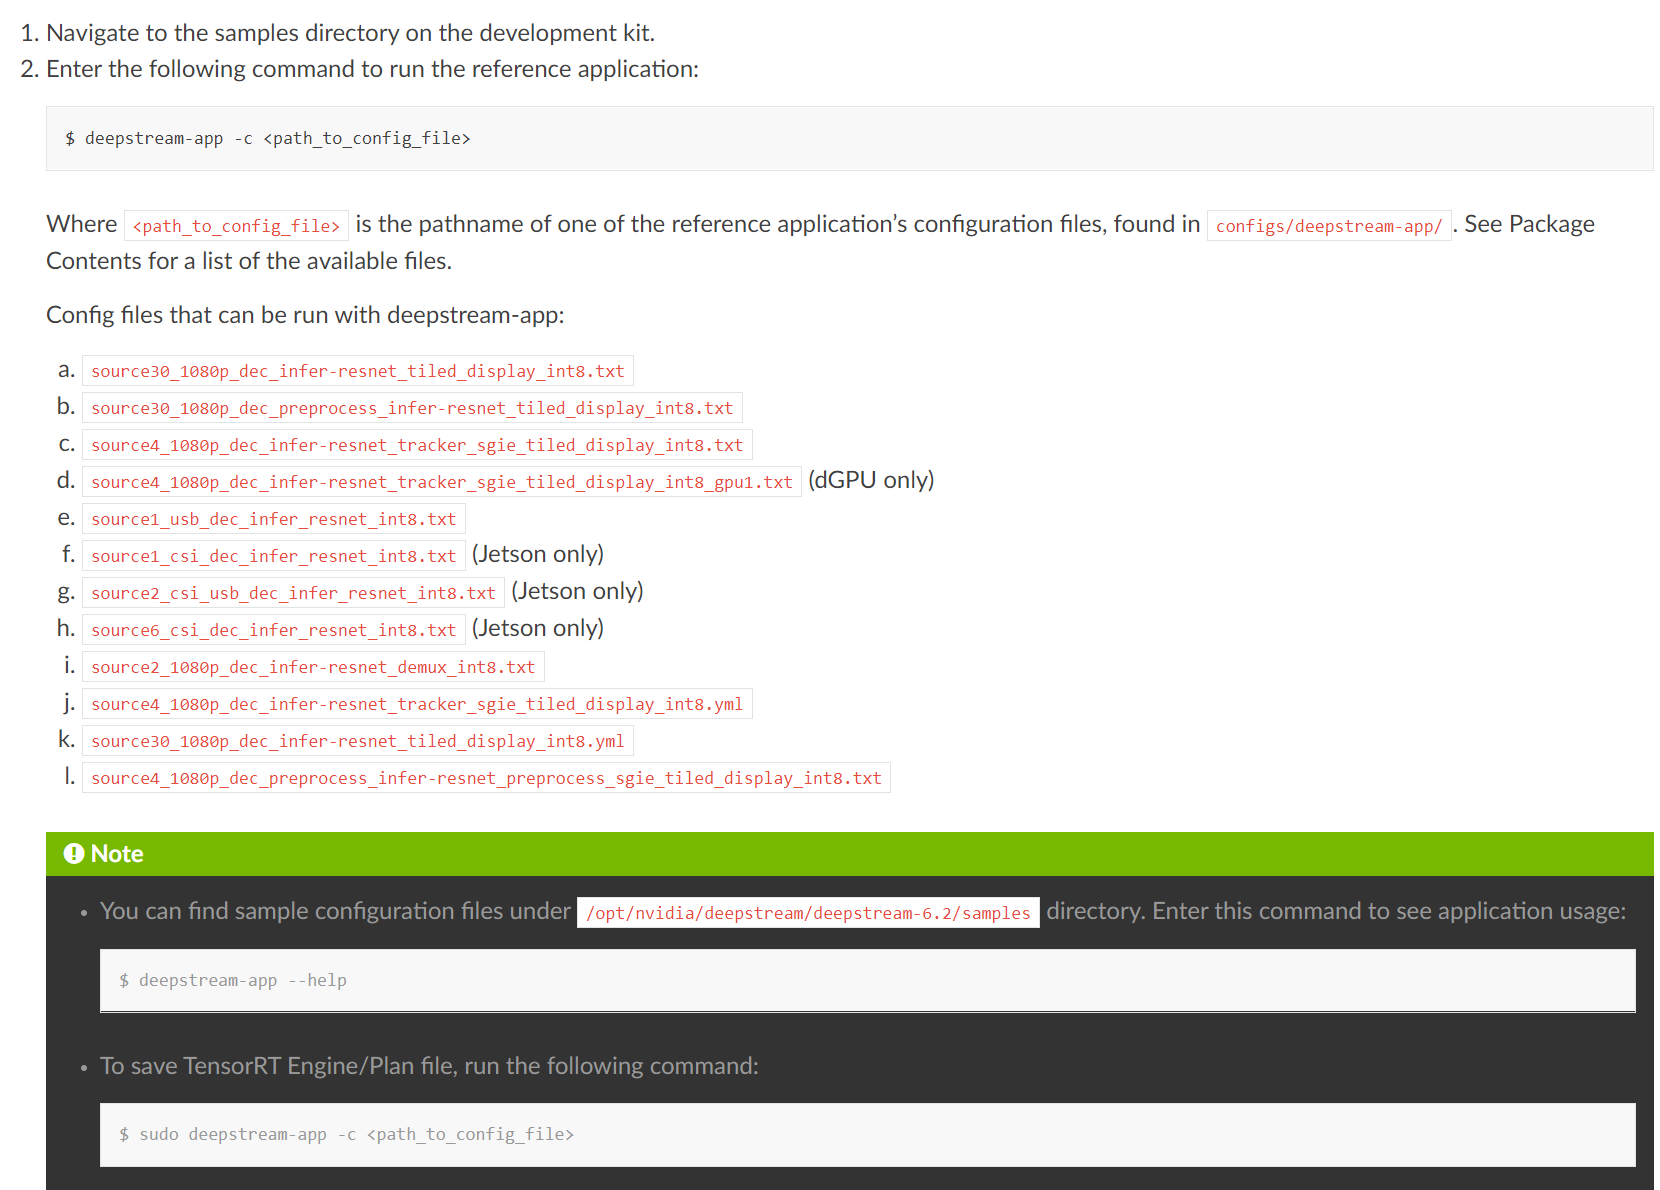 1. Navigate to the samples directory on the development kit.
2. Enter the following command to run the reference application:
$ deepstream-app -c <path_to_config_file>
Where <path_to_config_file> is the pathname of one of the reference application’s configuration files, found in configs/deepstream-app/ . See Package
Contents for a list of the available files.
Config files that can be run with deepstream-app:
a. source30_1080p_dec_infer-resnet_tiled_display_int8.txt
b. source30_1080p_dec_preprocess_infer-resnet_tiled_display_int8.txt
c. source4_1080p_dec_infer-resnet_tracker_sgie_tiled_display_int8.txt
d. source4_1080p_dec_infer-resnet_tracker_sgie_tiled_display_int8_gpu1.txt (dGPU only)
e. source1_usb_dec_infer_resnet_int8.txt
f. source1_csi_dec_infer_resnet_int8.txt (Jetson only)
g. source2_csi_usb_dec_infer_resnet_int8.txt (Jetson only)
h. source6_csi_dec_infer_resnet_int8.txt (Jetson only)
i. source2_1080p_dec_infer-resnet_demux_int8.txt
j. source4_1080p_dec_infer-resnet_tracker_sgie_tiled_display_int8.yml
k. source30_1080p_dec_infer-resnet_tiled_display_int8.yml
l. source4_1080p_dec_preprocess_infer-resnet_preprocess_sgie_tiled_display_int8.txt
Note
• You can find sample configuration files under /opt/nvidia/deepstream/deepstream-6.2/samples directory. Enter this command to see application usage:
$ deepstream-app --help
• To save TensorRT Engine/Plan file, run the following command:
$ sudo deepstream-app -c <path_to_config_file>